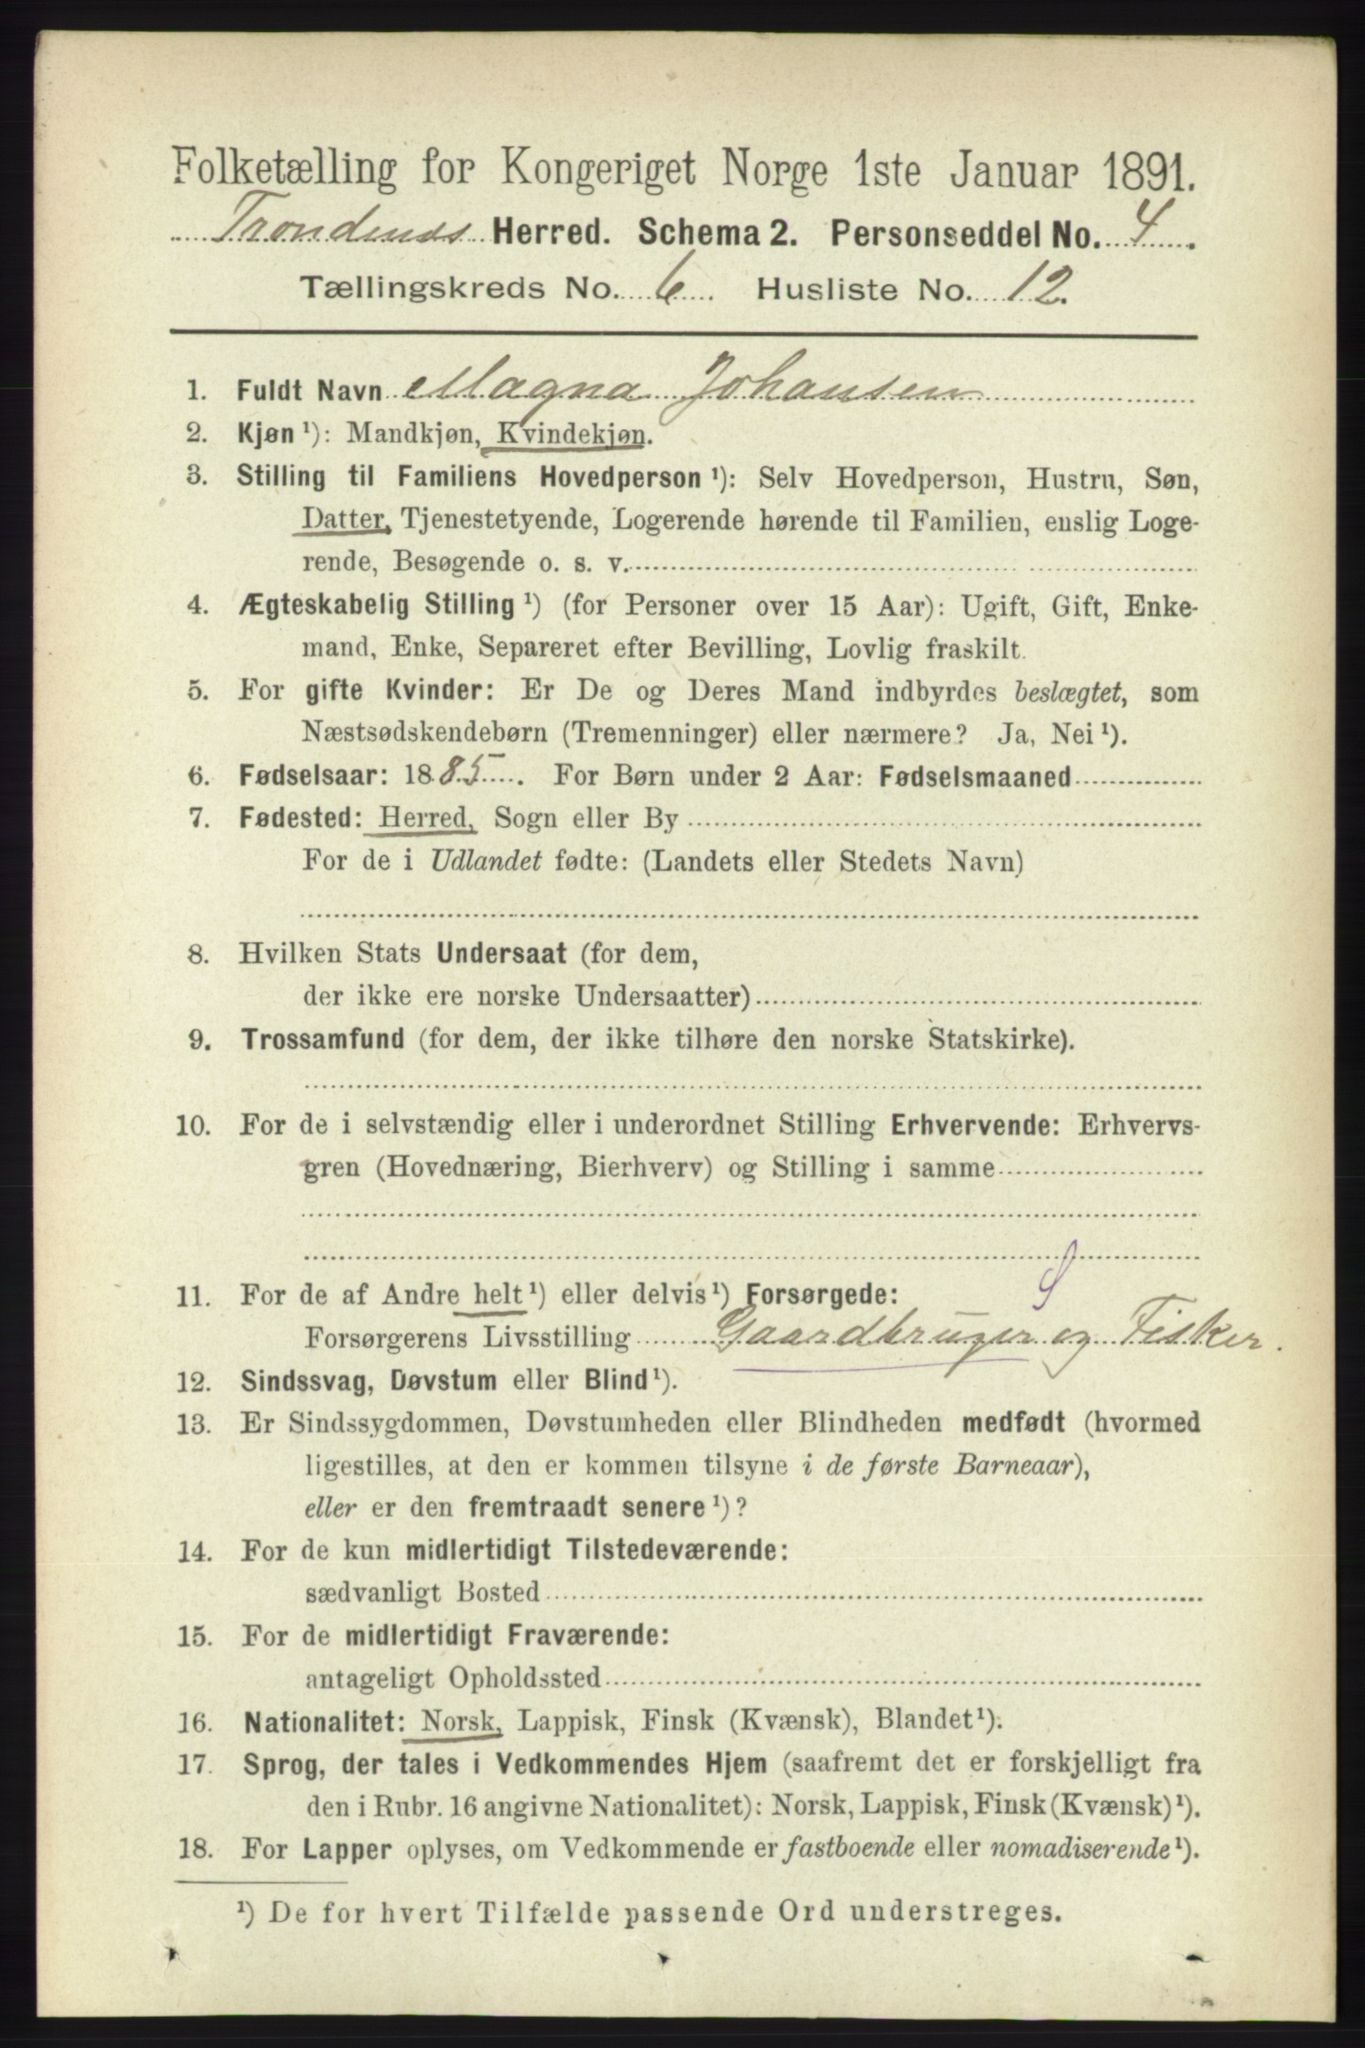 Folketælling for Kongeriget Norge 1ste Januar 1891.
Trondenæs Herred. Schema 2. Personseddel No. 4.
Tællingskreds No. 6. Husliste No. 12.
1. Fuldt Navn Magna Johansen
2. Kjøn ¹): Mandkjøn, Kvindekjøn.
3. Stilling til Familiens Hovedperson ¹): Selv Hovedperson, Hustru, Søn,
Datter, Tjenestetyende, Logerende hørende til Familien, enslig Loge-
rende, Besøgende o. s. v.
4. Ægteskabelig Stilling ¹) (for Personer over 15 Aar): Ugift, Gift, Enke-
mand, Enke, Separeret efter Bevilling, Lovlig fraskilt.
5. For gifte Kvinder: Er De og Deres Mand indbyrdes beslægtet, som
Næstsødskendebørn (Tremenninger) eller nærmere? Ja, Nei ¹).
6. Fødselsaar: 1885. For Børn under 2 Aar: Fødselsmaaned
7. Fødested: Herred, Sogn eller By
For de i Udlandet fødte: (Landets eller Stedets Navn)
8. Hvilken Stats Undersaat (for dem,
der ikke ere norske Undersaatter)
9. Trossamfund (for dem, der ikke tilhøre den norske Statskirke).
10. For de i selvstændig eller i underordnet Stilling Erhvervende: Erhvervs-
gren (Hovednæring, Bierhverv) og Stilling i samme
11. For de af Andre helt ¹) eller delvis ¹) Forsørgede:
Forsørgerens Livsstilling Gaardbruger og Fisker.
12. Sindssvag, Døvstum eller Blind ¹).
13. Er Sindssygdommen, Døvstumheden eller Blindheden medfødt (hvormed
ligestilles, at den er kommen tilsyne i de første Barneaar),
eller er den fremtraadt senere ¹)?
14. For de kun midlertidigt Tilstedeværende:
sædvanligt Bosted
15. For de midlertidigt Fraværende:
antageligt Opholdssted
16. Nationalitet: Norsk, Lappisk, Finsk (Kvænsk), Blandet ¹).
17. Sprog, der tales i Vedkommendes Hjem (saafremt det er forskjelligt fra
den i Rubr. 16 angivne Nationalitet): Norsk, Lappisk, Finsk (Kvænsk) ¹).
18. For Lapper oplyses, om Vedkommende er fastboende eller nomadiserende ¹).
¹) De for hvert Tilfælde passende Ord understreges.